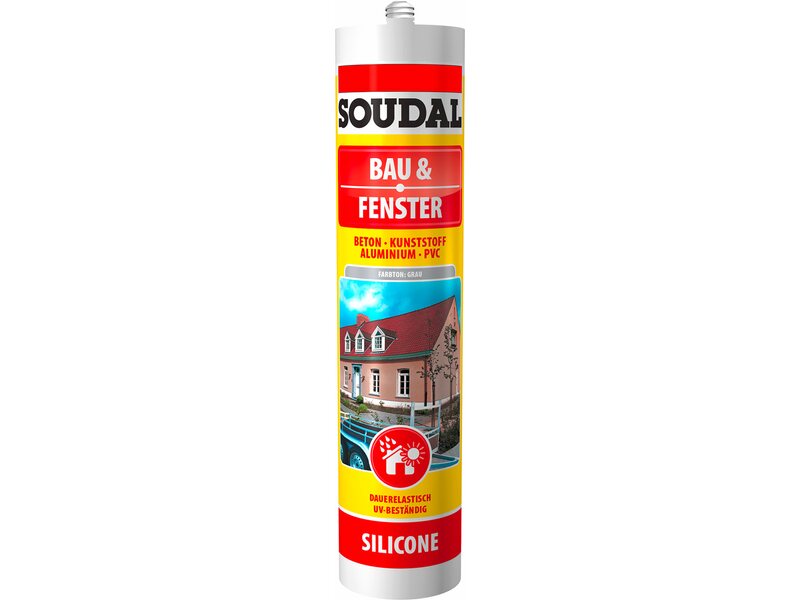 SOUDAL
BAU &
FENSTER
BETON · KUNSTSTOFF
ALUMINIUM · PVC
FARBTON: GRAU
DAUERELASTISCH
UV-BESTÄNDIG
SILICONE